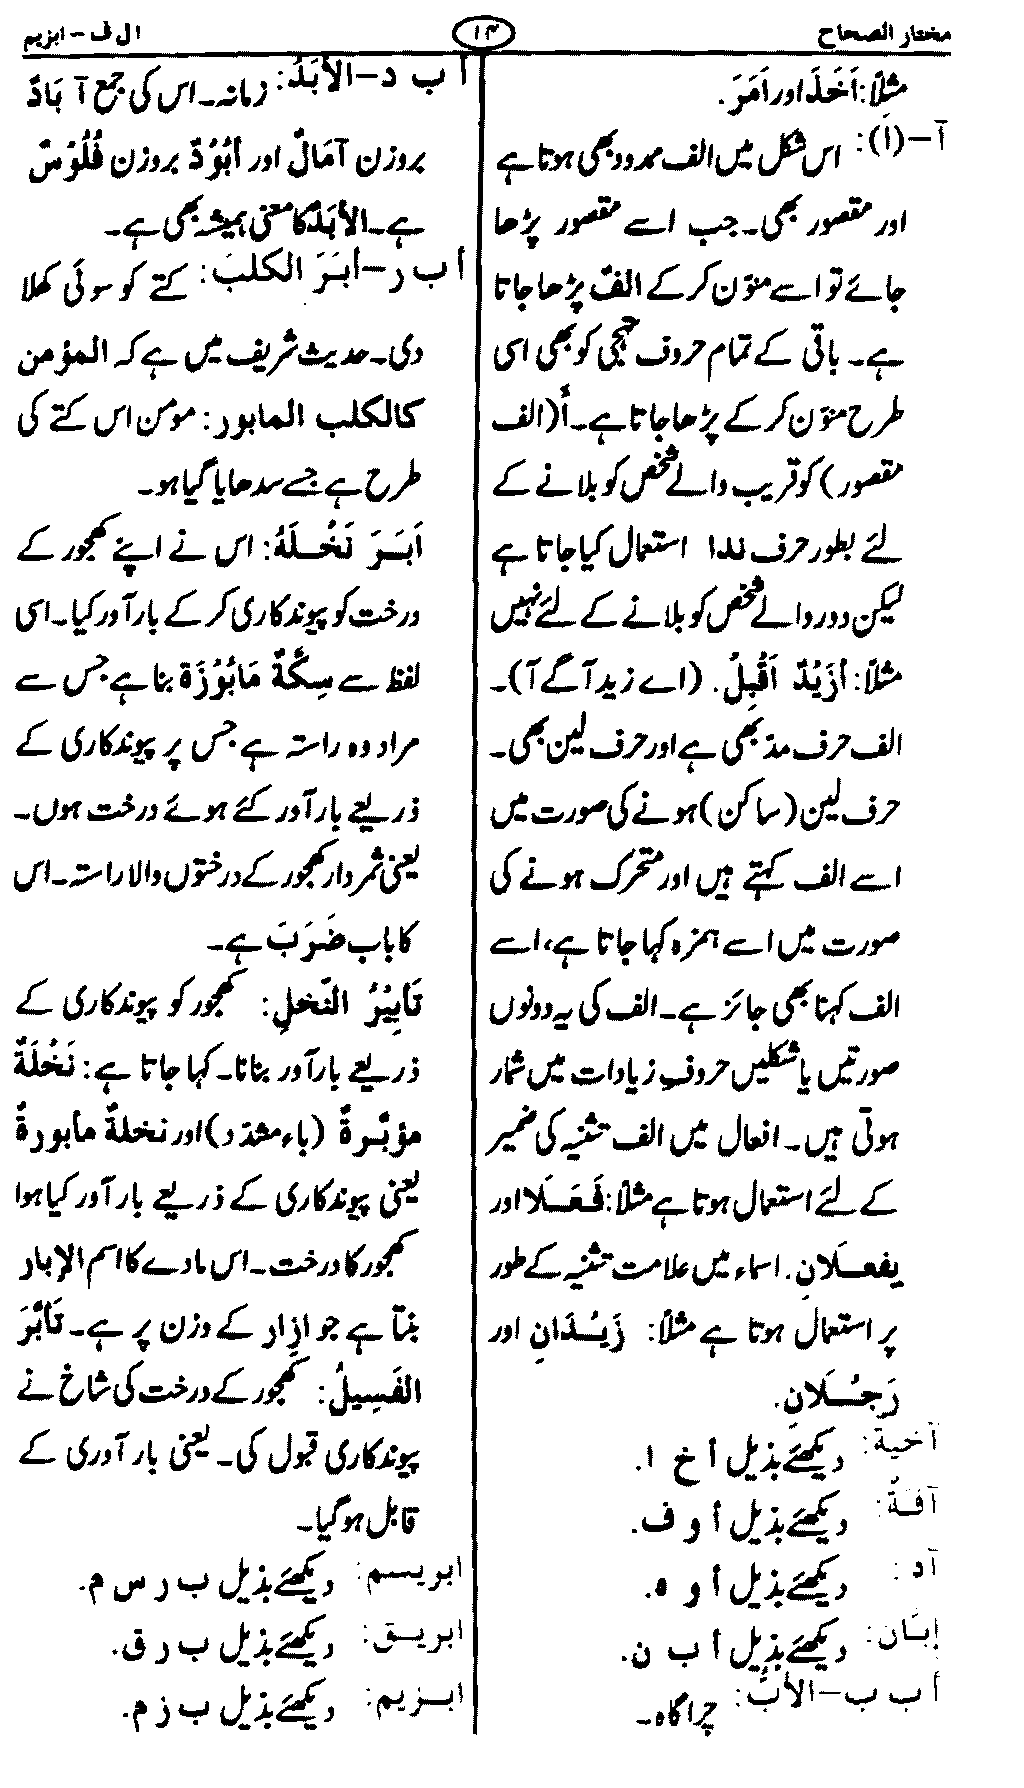 مختار الصحاح
۱۴
ال ف - ابزیم
مثلاً: اَخَذَ اور اَمَرَ.
آ-(اَ): اس شکل میں الف ممدود بھی ہوتا ہے
اور مقصور بھی۔ جب اسے مقصور پڑھا
جائے تو اسے منوّن کر کے الفٌ پڑھا جاتا
ہے۔ باقی کے تمام حروف تہجّی کو بھی اسی
طرح منوّن کر کے پڑھا جاتا ہے۔ أَ (الف
مقصور) کو قریب والے شخص کو بلانے کے
لئے بطور حرف ندا استعمال کیا جاتا ہے
لیکن دور والے شخص کو بلانے کے لئے نہیں
مثلاً: أَزَیْدُ اَقْبِلْ. (اے زید آگے آ)۔
الف حرف مدّ بھی ہے اور حرف لین بھی۔
حرف لین (ساکن) ہونے کی صورت میں
اسے الف کہتے ہیں اور متحرک ہونے کی
صورت میں اسے ہمزہ کہا جاتا ہے، اسے
الف کہنا بھی جائز ہے۔ الف کی یہ دونوں
صورتیں یا شکلیں حروفِ زیادات میں شمار
ہوتی ہیں۔ افعال میں الف تثنیہ کی ضمیر
کے لئے استعمال ہوتا ہے مثلاً: فَعَلَا اور
یفعلان. اسماء میں علامت تثنیہ کے طور
پر استعمال ہوتا ہے مثلاً: زَیْدَانِ اور
رَجُلَانِ.
آخیة: دیکھئے بذیل أ خ ا.
آفَةٌ: دیکھئے بذیل أ و ف.
آد: دیکھئے بذیل أ و ہ.
إبّان: دیکھئے بذیل أ ب ن.
أ ب ب-الأبُّ: چراگاہ۔
أ ب د-الأَبَدُ: زمانہ۔ اس کی جمع آ بَادٌ
بروزن آمَالٌ اور أُبُوْدٌ بروزن فُلُوْسٌ
ہے۔ الأبَدُ کا معنی ہمیشہ بھی ہے۔
أ ب ر-أَبَرَ الکلبَ: کتے کو سوئی کھلا
دی۔ حدیث شریف میں ہے کہ المؤمن
کالکلب المابور: مومن اس کتے کی
طرح ہے جسے سدھایا گیا ہو۔
اَبَرَ نَخْلَهُ: اس نے اپنے کھجور کے
درخت کو پیوندکاری کر کے بارآور کیا۔ اسی
لفظ سے سِکَّةٌ مَابُوْرَة بنا ہے جس سے
مراد وہ راستہ ہے جس پر پیوندکاری کے
ذریعے بارآور کئے ہوئے درخت ہوں۔
یعنی ثمردار کھجور کے درختوں والا راستہ۔ اس
کا باب ضَرَبَ ہے۔
تَأبِیْرُ النّخلِ: کھجور کو پیوندکاری کے
ذریعے بارآور بنانا۔ کہا جاتا ہے: نَخْلَةٌ
مؤبّرةٌ (باء مشدّد) اور نخلةٌ مأبورةٌ
یعنی پیوندکاری کے ذریعے بارآور کیا ہوا
کھجور کا درخت۔ اس مادے کا اسم الإبار
بنتا ہے جو اِزار کے وزن پر ہے۔ تَأبَّرَ
الفَسِیلُ: کھجور کے درخت کی شاخ نے
پیوندکاری قبول کی۔ یعنی بارآوری کے
قابل ہو گیا۔
ابریسم: دیکھئے بذیل ب ر س م.
ابریق: دیکھئے بذیل ب ر ق.
ابزیم: دیکھئے بذیل ب ز م.